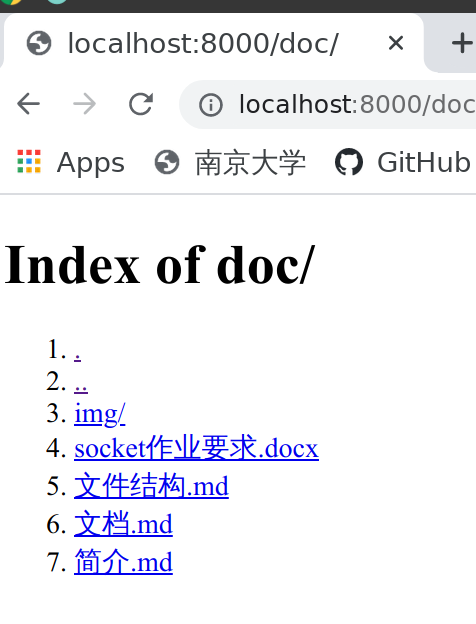 localhost:8000/doc/
localhost:8000/doc
Apps 南京大学 GitHub
Index of doc/
1. .
2. ..
3. img/
4. socket作业要求.docx
5. 文件结构.md
6. 文档.md
7. 简介.md